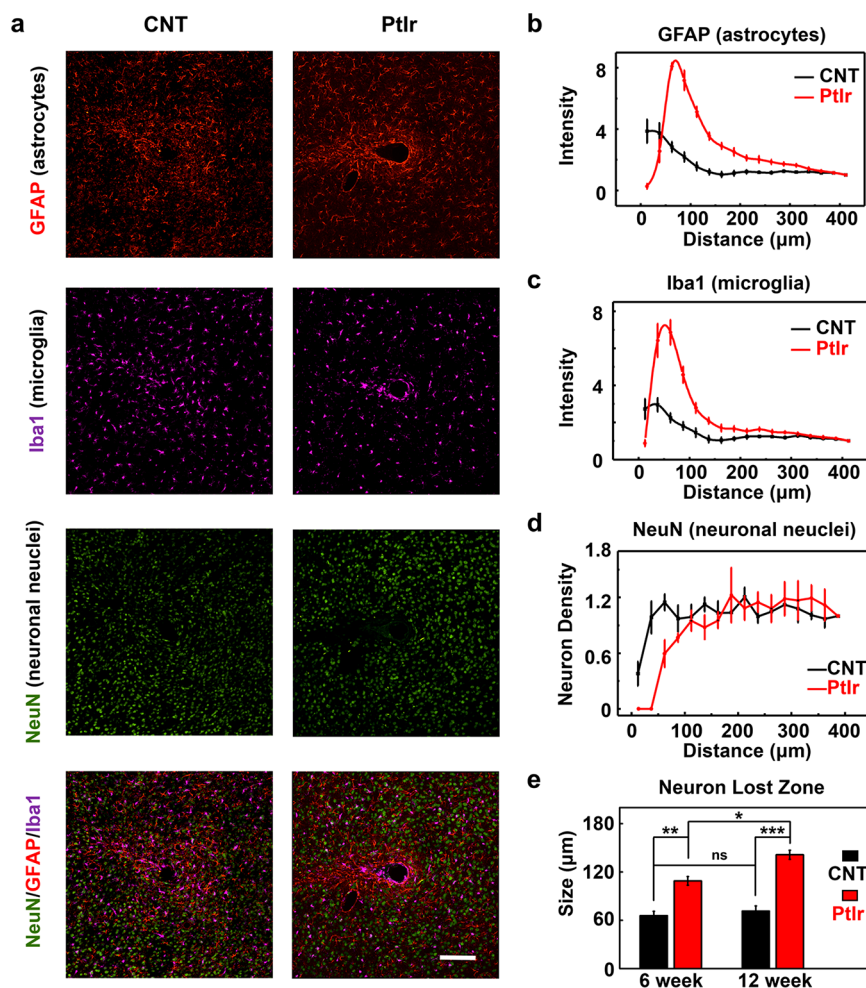 a
CNT
PtIr
GFAP (astrocytes)
Iba1 (microglia)
NeuN (neuronal neuclei)
NeuN/GFAP/Iba1
b
GFAP (astrocytes)
8
4
0
Intensity
CNT
PtIr
0 100 200 300 400
Distance (µm)
c
Iba1 (microglia)
8
4
0
Intensity
CNT
PtIr
0 100 200 300 400
Distance (µm)
d
NeuN (neuronal neuclei)
1.8
1.2
0.6
0
Neuron Density
CNT
PtIr
0 100 200 300 400
Distance (µm)
e
Neuron Lost Zone
180
120
60
0
Size (µm)
*
** ***
ns
CNT
PtIr
6 week 12 week